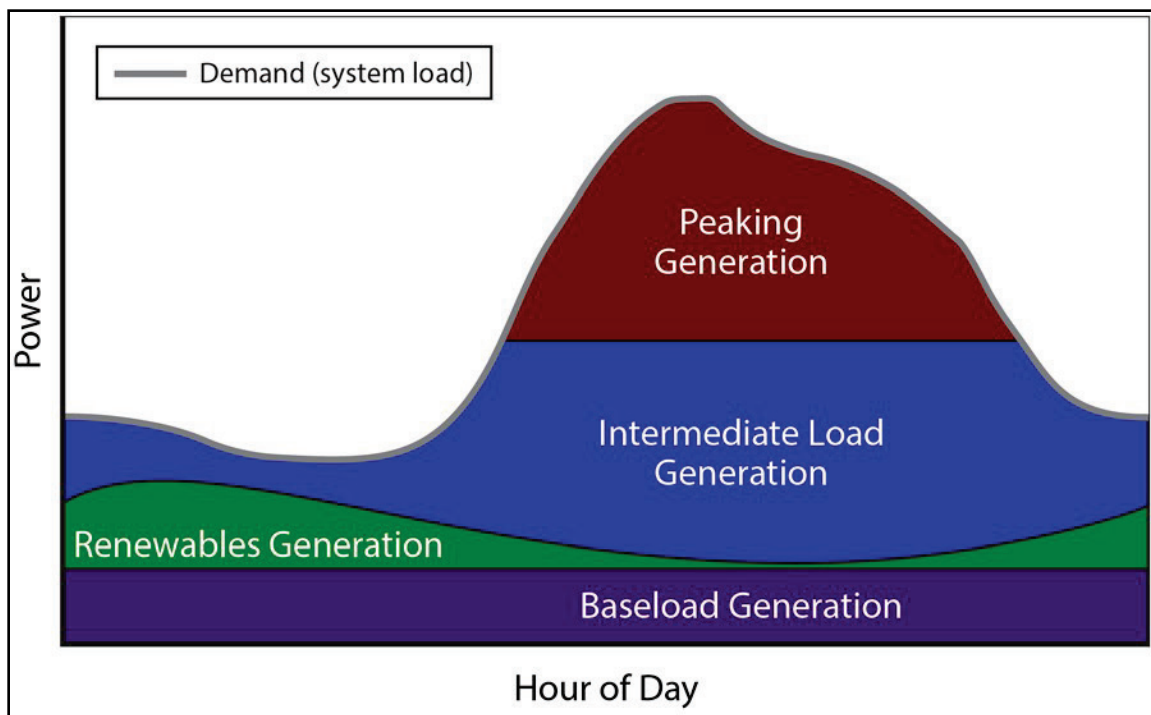 Demand (system load)
Peaking
Generation
Power
Intermediate Load
Generation
Renewables Generation
Baseload Generation
Hour of Day